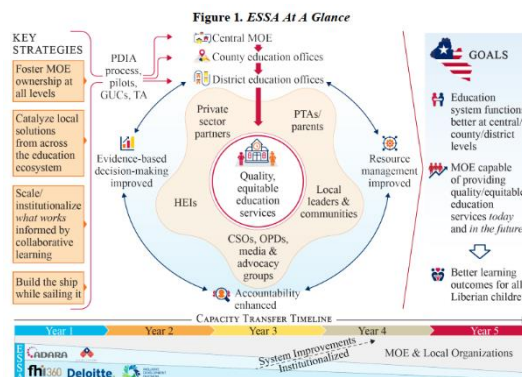 Figure 1. ESSA At A Glance
KEY
STRATEGIES
Foster MOE
ownership at
all levels
Catalyze local
solutions
from across
the education
ecosystem
Scale/
institutionalize
what works
informed by
collaborative
learning
Build the ship
while sailing it
PDIA
process,
pilots,
GUCs, TA
Central MOE
County education offices
District education offices
Private
sector
partners
PTAs/
parents
Evidence-based
decision-making improved
Quality,
equitable
education
services
Resource
management
improved
HEIs
Local
leaders &
communities
CSOs, OPDs,
media &
advocacy
groups
Accountability
enhanced
GOALS
Education
system functions
better at central/
county/district
levels
MOE capable
of providing
quality/equitable
education
services today
and in the future
Better learning
outcomes for all
Liberian children
CAPACITY TRANSFER TIMELINE
Year 1
Year 2
Year 3
Year 4
Year 5
System Improvements
Institutionalized
MOE & Local Organizations
CADARA
fhi360
Deloitte.